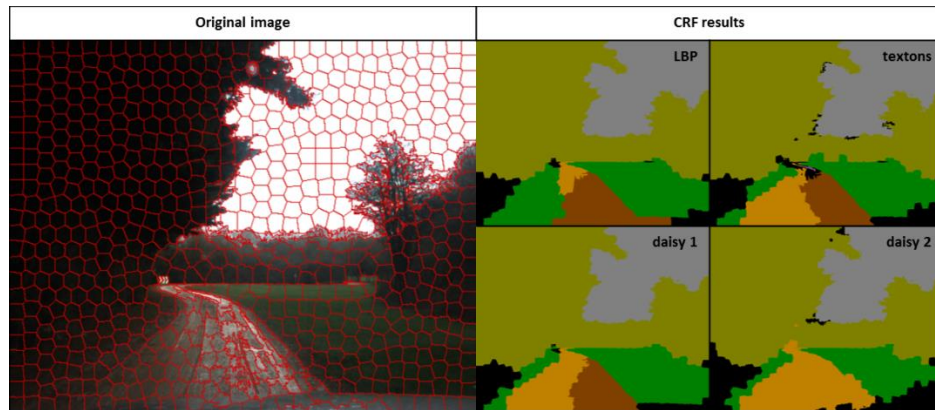 Original image
CRF results
LBP
textons
daisy 1
daisy 2